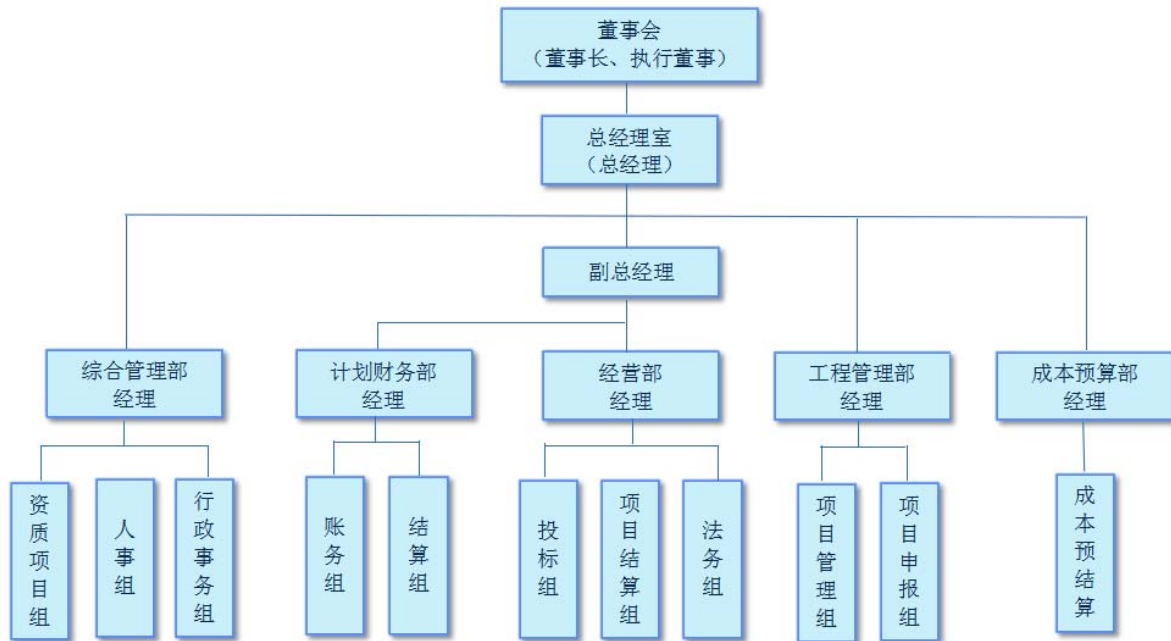 董事会
（董事长、执行董事）
总经理室
（总经理）
副总经理
综合管理部
经理
计划财务部
经理
经营部
经理
工程管理部
经理
成本预算部
经理
资质项目组
人事组
行政事务组
账务组
结算组
投标组
项目结算组
法务组
项目管理组
项目申报组
成本预结算